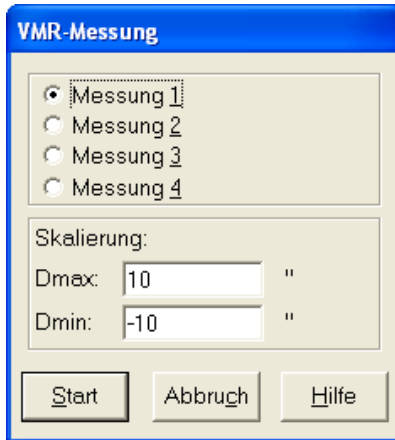 VMR-Messung
Messung 1
Messung 2
Messung 3
Messung 4
Skalierung:
Dmax: 10 "
Dmin: -10 "
Start Abbruch Hilfe